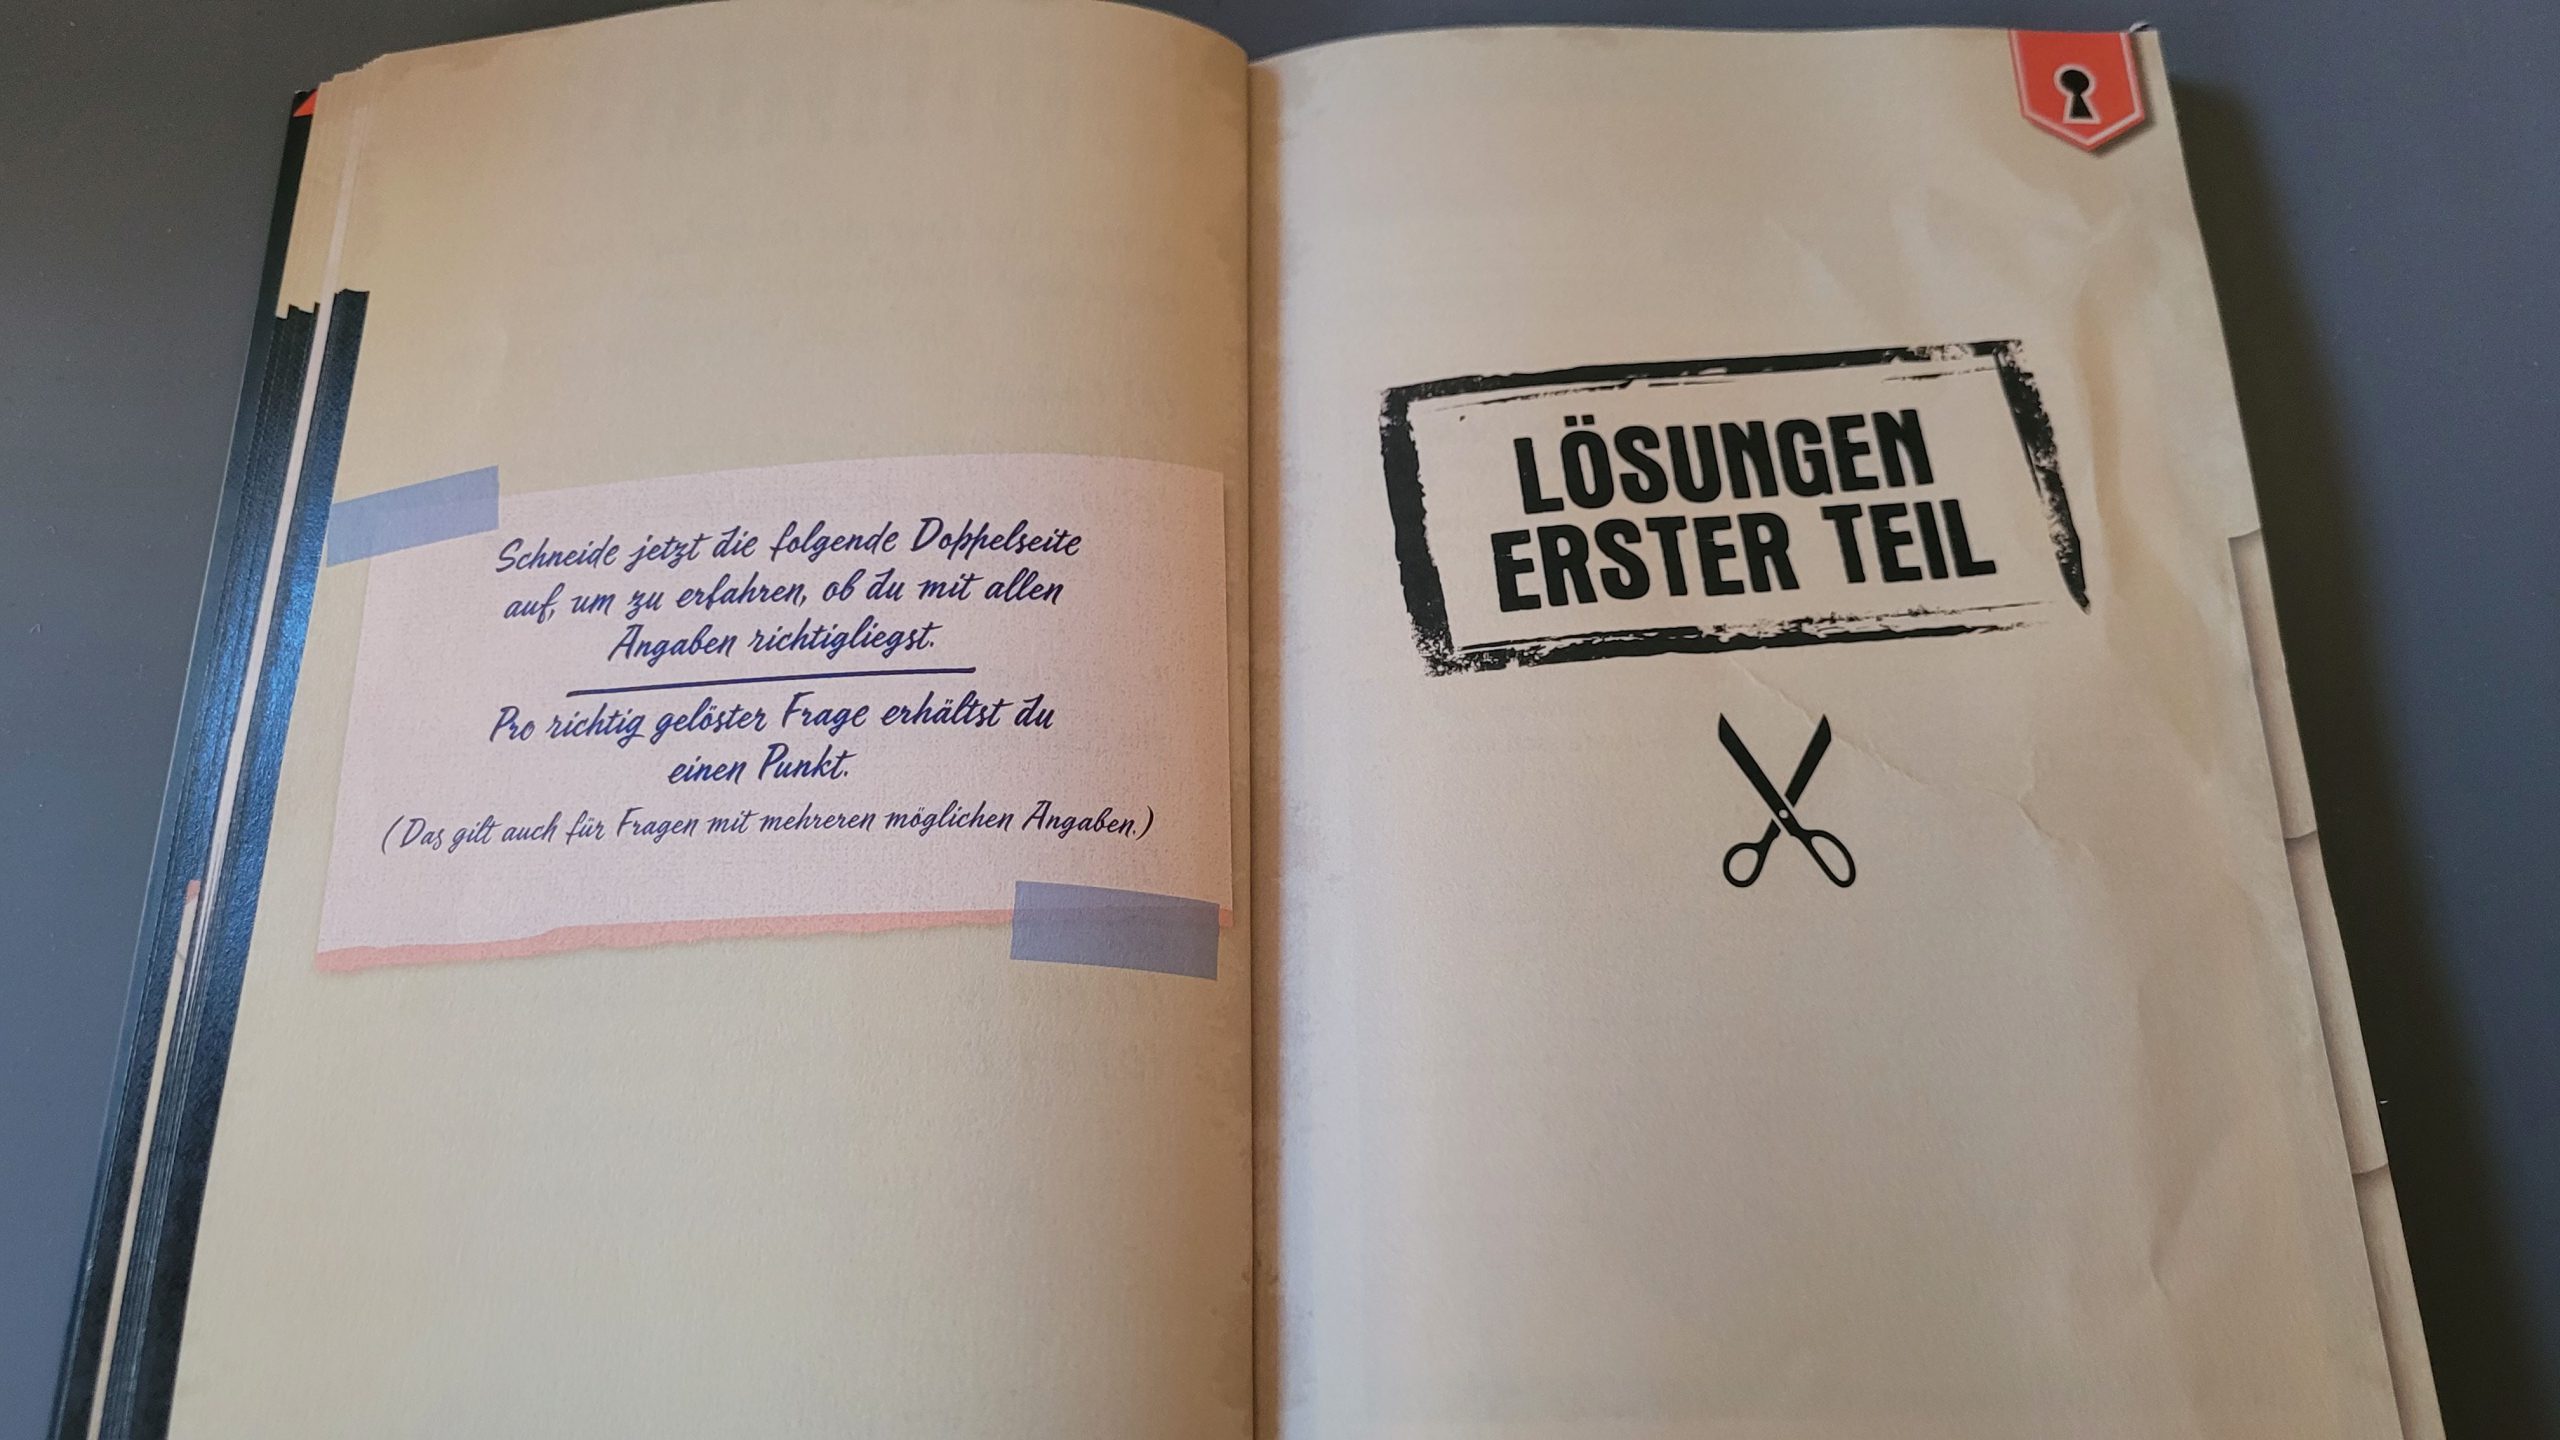 Schneide jetzt die folgende Doppelseite
auf, um zu erfahren, ob du mit allen
Angaben richtigliegst.
Pro richtig gelöster Frage erhältst du
einen Punkt.
(Das gilt auch für Fragen mit mehreren möglichen Angaben.)
LÖSUNGEN
ERSTER TEIL